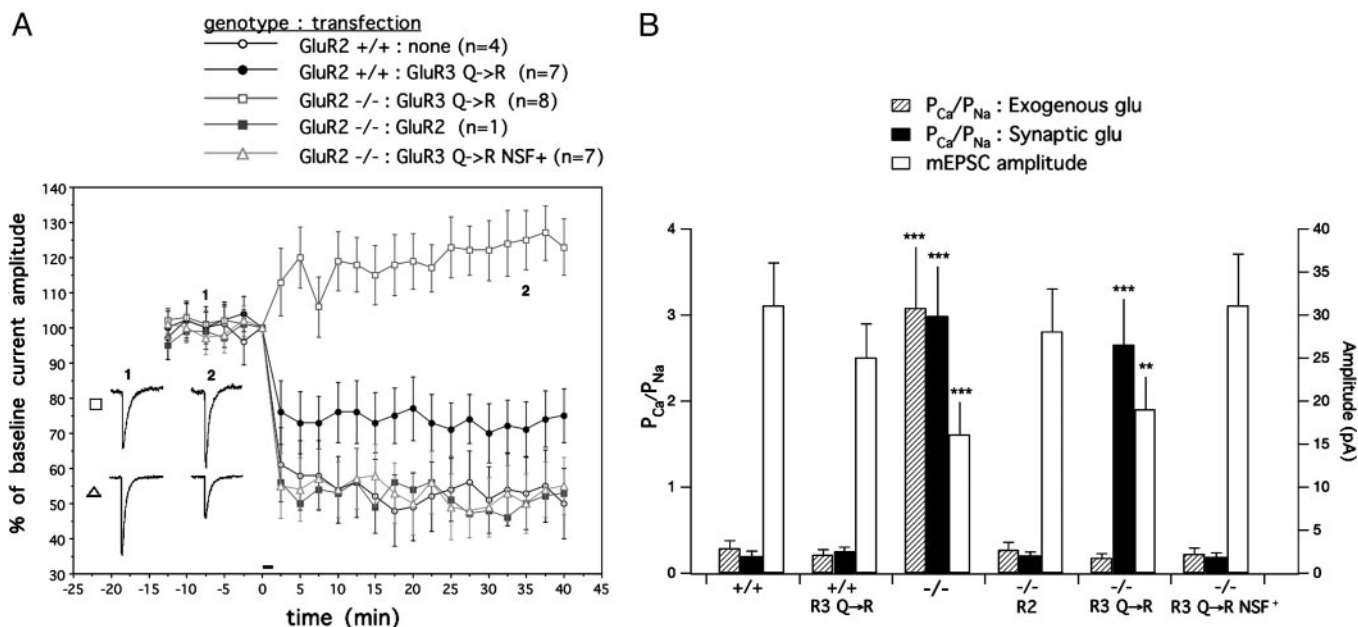 A
genotype : transfection
GluR2 +/+ : none (n=4)
GluR2 +/+ : GluR3 Q->R (n=7)
GluR2 -/- : GluR3 Q->R (n=8)
GluR2 -/- : GluR2 (n=1)
GluR2 -/- : GluR3 Q->R NSF+ (n=7)
% of baseline current amplitude
140
130
120
110
100
90
80
70
60
50
40
30
1
2
1 2
-25 -20 -15 -10 -5 0 5 10 15 20 25 30 35 40 45
time (min)
B
PCa/PNa : Exogenous glu
PCa/PNa : Synaptic glu
mEPSC amplitude
PCa/PNa
4
3
2
1
0
*** *** *** *** **
40
35
30
25
20
15
10
5
0
Amplitude (pA)
+/+ +/+ -/- -/- -/- -/-
R3 Q→R R2 R3 Q→R R3 Q→R NSF+